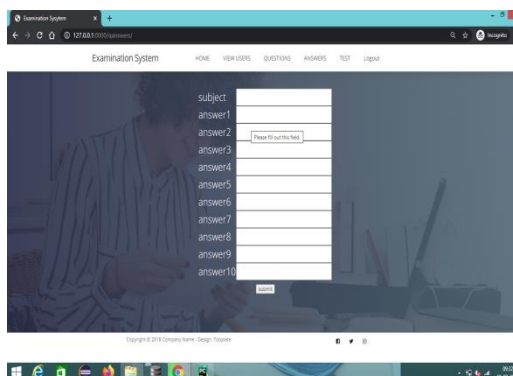 Examination Sysytem
127.0.0.1:8000/qanswers/
Incognito
Examination System
HOME VIEW USERS QUESTIONS ANSWERS TEST Logout
subject
answer1
answer2
Please fill out this field.
answer3
answer4
answer5
answer6
answer7
answer8
answer9
answer10
submit
Copyright © 2018 Company Name - Design: Tooplate